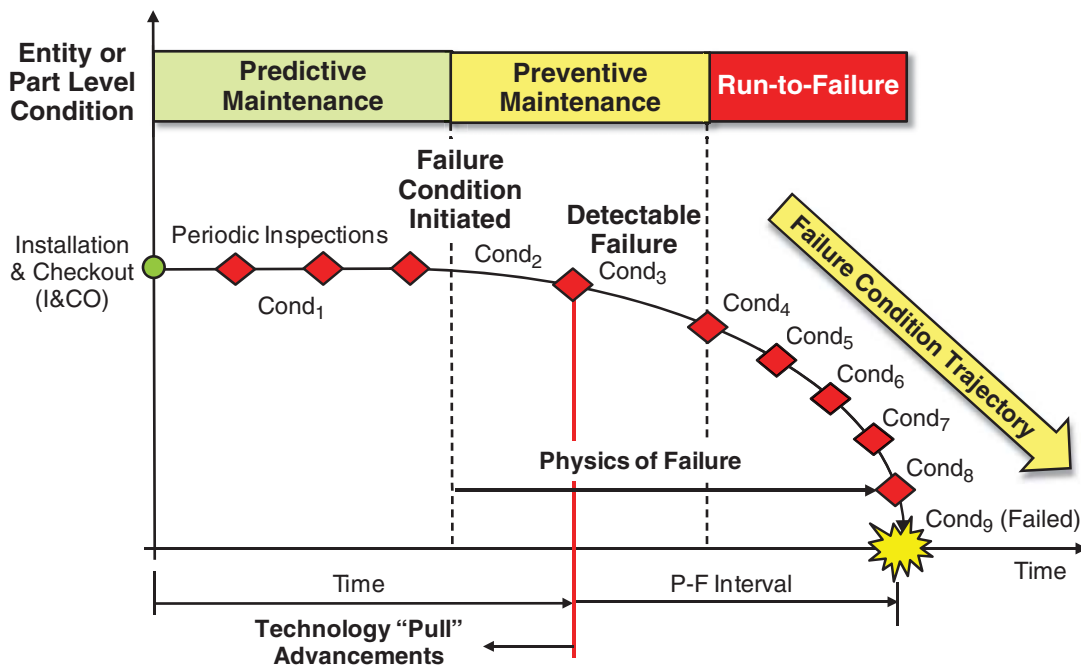 Entity or
Part Level
Condition
Predictive
Maintenance
Preventive
Maintenance
Run-to-Failure
Failure
Condition
Initiated
Detectable
Failure
Installation
& Checkout
(I&CO)
Periodic Inspections
Cond₁
Cond₂
Cond₃
Cond₄
Cond₅
Cond₆
Cond₇
Cond₈
Cond₉ (Failed)
Failure Condition Trajectory
Physics of Failure
Time
Time
P-F Interval
Technology “Pull”
Advancements